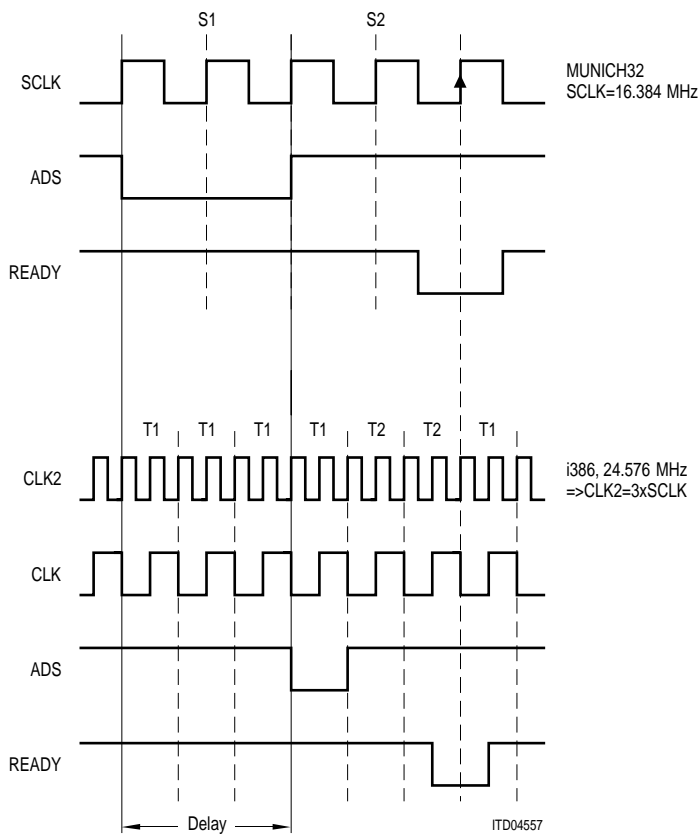 S1 S2
SCLK
MUNICH32
SCLK=16.384 MHz
ADS
READY
T1 T1 T1 T1 T2 T2 T1
CLK2
i386, 24.576 MHz
=>CLK2=3xSCLK
CLK
ADS
READY
Delay
ITD04557